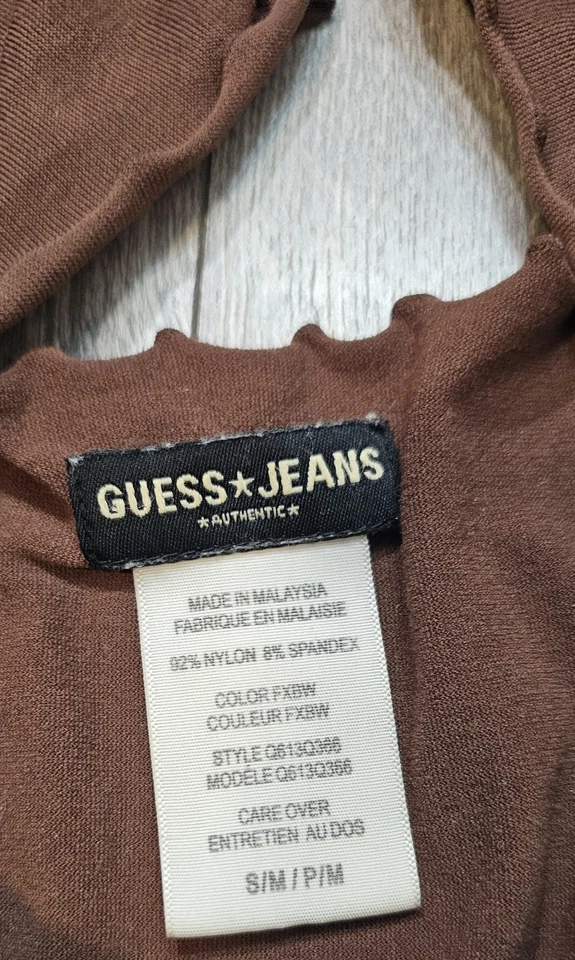 GUESS★JEANS
★AUTHENTIC★
MADE IN MALAYSIA
FABRIQUE EN MALAISIE
92% NYLON 8% SPANDEX
COLOR FXBW
COULEUR FXBW
STYLE Q613Q366
MODÈLE Q613Q366
CARE OVER
ENTRETIEN AU DOS
S/M / P/M